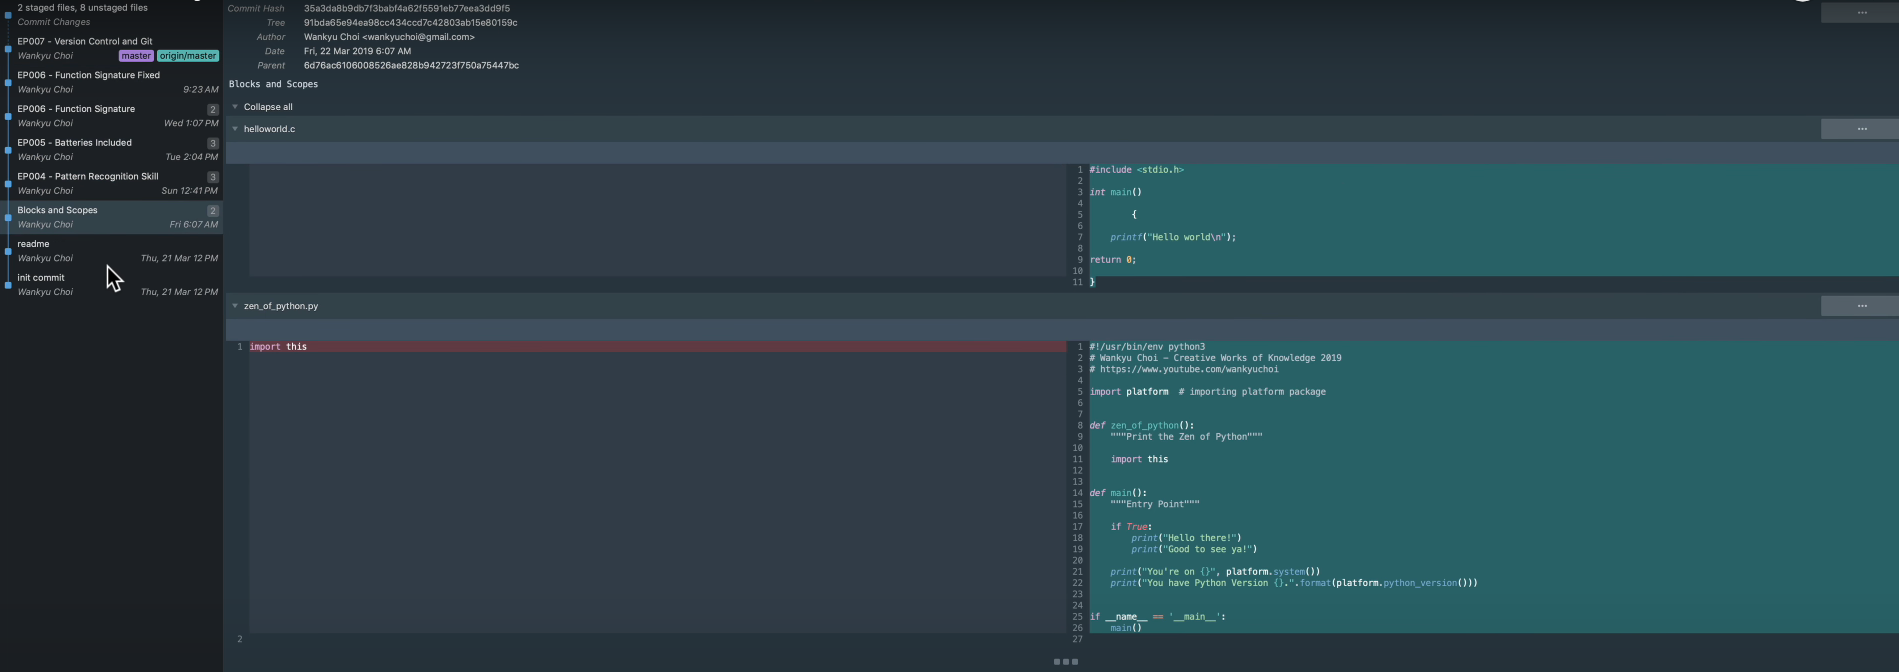 2 staged files, 8 unstaged files
Commit Changes
EP007 - Version Control and Git
Wankyu Choi master origin/master
EP006 - Function Signature Fixed
Wankyu Choi 9:23 AM
EP006 - Function Signature 2
Wankyu Choi Wed 1:07 PM
EP005 - Batteries Included 3
Wankyu Choi Tue 2:04 PM
EP004 - Pattern Recognition Skill 3
Wankyu Choi Sun 12:41 PM
Blocks and Scopes 2
Wankyu Choi Fri 6:07 AM
readme
Wankyu Choi Thu, 21 Mar 12 PM
init commit
Wankyu Choi Thu, 21 Mar 12 PM
Commit Hash 35a3da8b9db7f3babf4a62f5591eb77eea3dd9f5
Tree 91bda65e94ea98cc434ccd7c42803ab15e80159c
Author Wankyu Choi <wankyuchoi@gmail.com>
Date Fri, 22 Mar 2019 6:07 AM
Parent 6d76ac6106008526ae828b942723f750a75447bc
Blocks and Scopes
Collapse all
helloworld.c
1 #include <stdio.h>
2
3 int main()
4
5 {
6
7 printf("Hello world\n");
8
9 return 0;
10
11 }
zen_of_python.py
1 import this
2
1 #!/usr/bin/env python3
2 # Wankyu Choi - Creative Works of Knowledge 2019
3 # https://www.youtube.com/wankyuchoi
4
5 import platform # importing platform package
6
7
8 def zen_of_python():
9 """Print the Zen of Python"""
10
11 import this
12
13
14 def main():
15 """Entry Point"""
16
17 if True:
18 print("Hello there!")
19 print("Good to see ya!")
20
21 print("You're on {}", platform.system())
22 print("You have Python Version {}.".format(platform.python_version()))
23
24
25 if __name__ == '__main__':
26 main()
27